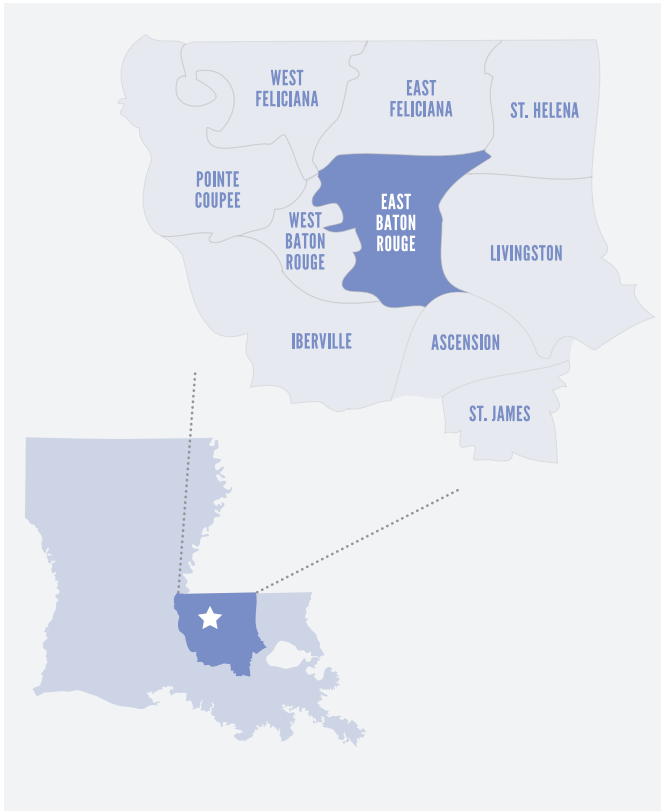 WEST
FELICIANA
EAST
FELICIANA
ST. HELENA
POINTE
COUPEE
EAST
BATON
ROUGE
WEST
BATON
ROUGE
LIVINGSTON
IBERVILLE
ASCENSION
ST. JAMES